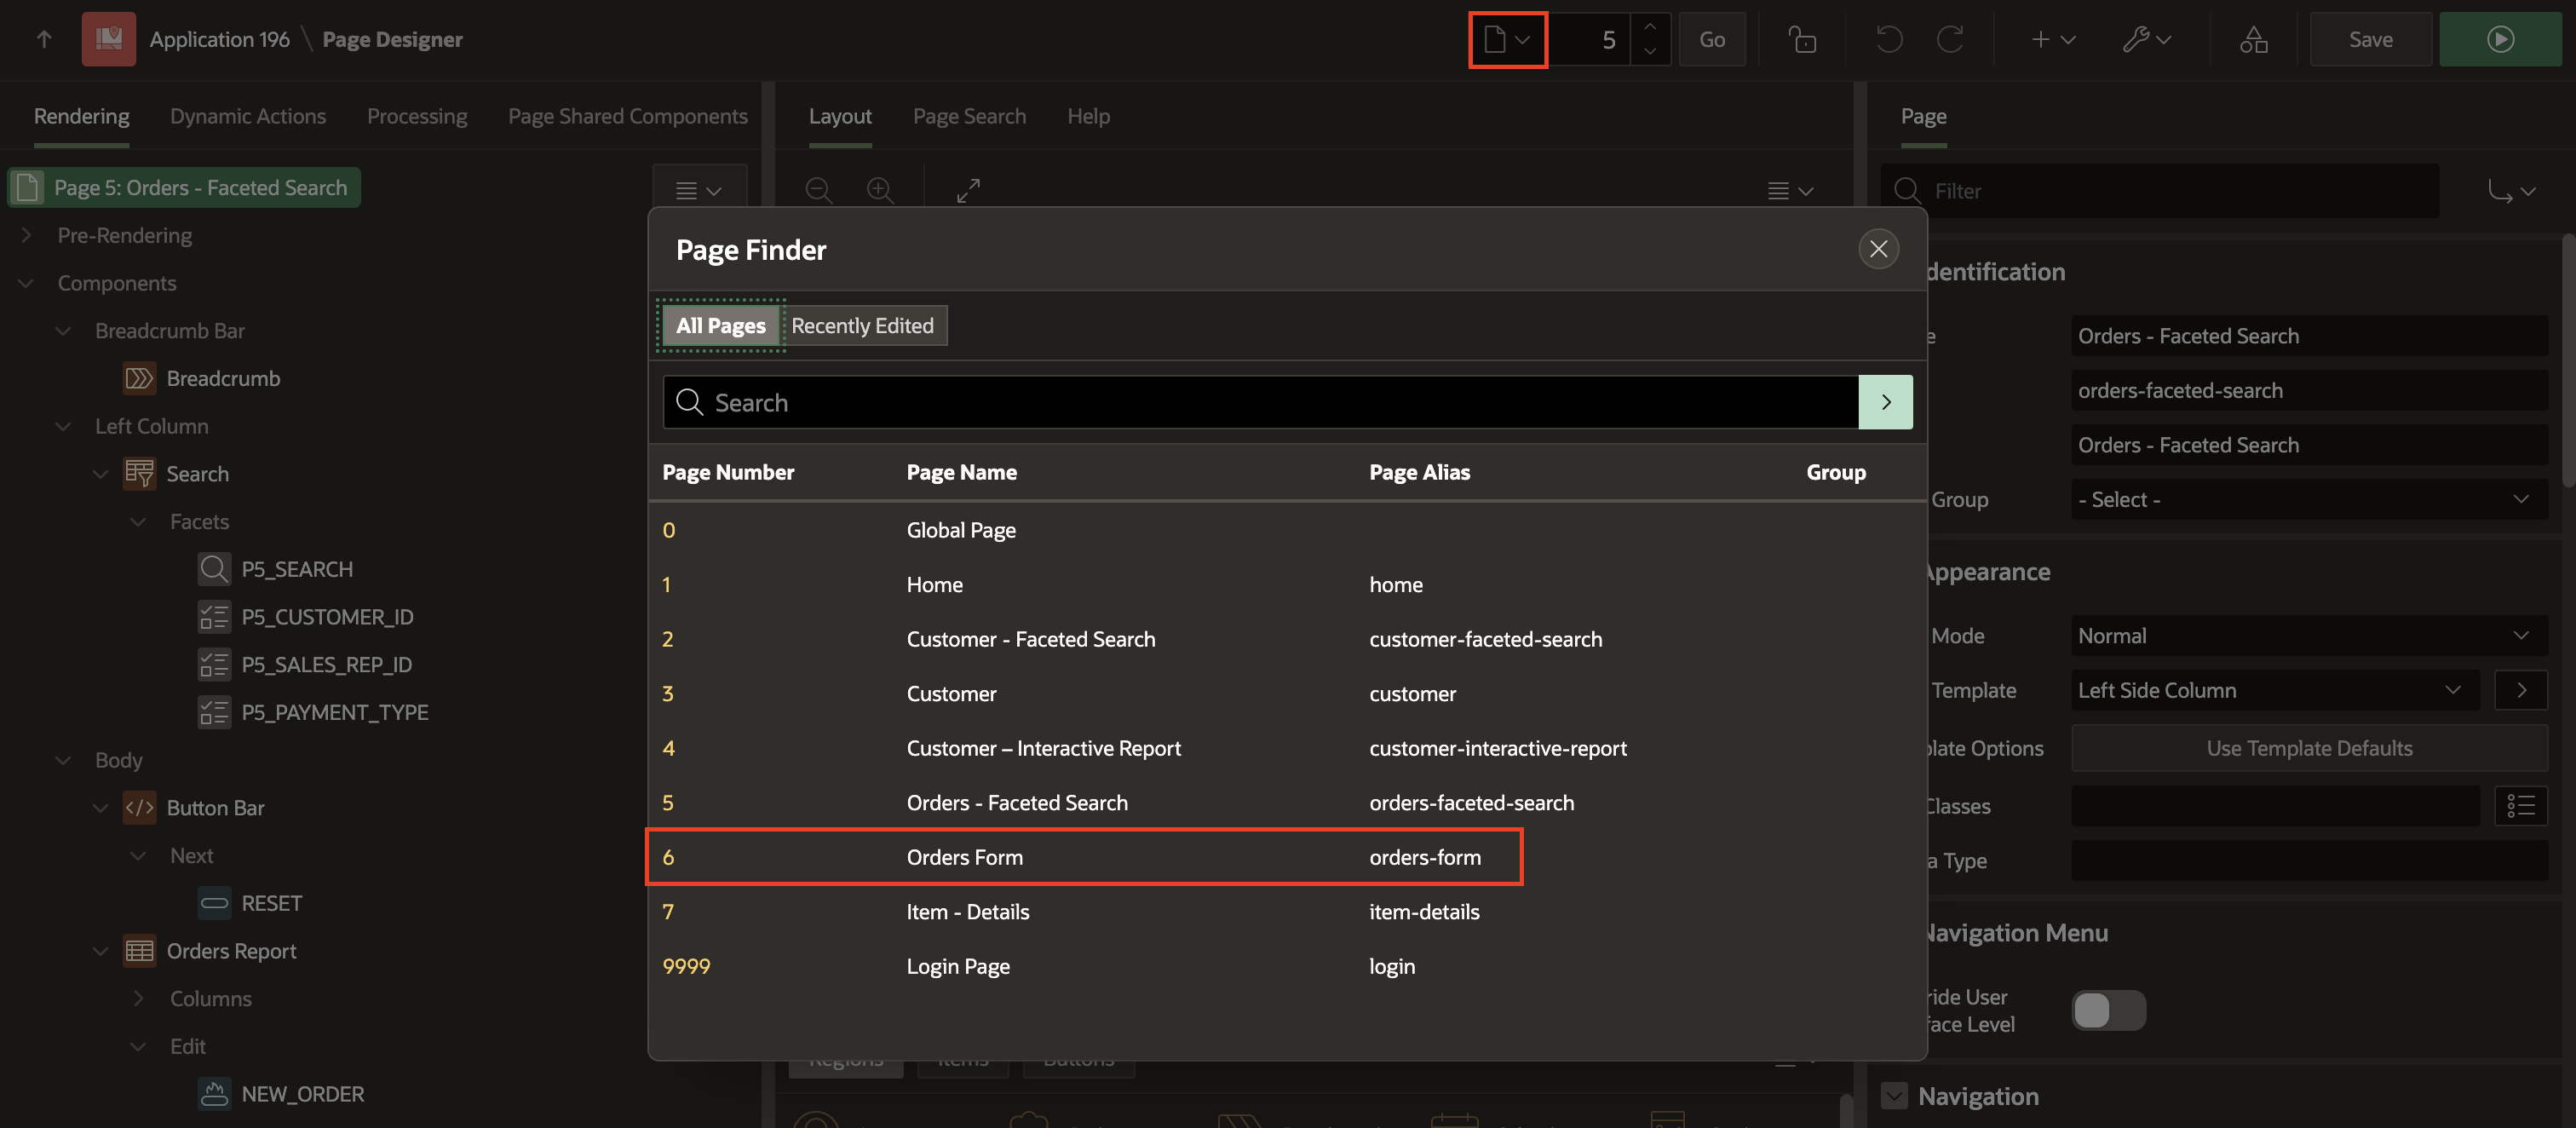 Application 196 \ Page Designer
5
Go
Save
Rendering
Dynamic Actions
Processing
Page Shared Components
Layout
Page Search
Help
Page
Page 5: Orders - Faceted Search
Filter
Pre-Rendering
Components
Breadcrumb Bar
Breadcrumb
Left Column
Search
Facets
P5_SEARCH
P5_CUSTOMER_ID
P5_SALES_REP_ID
P5_PAYMENT_TYPE
Body
Button Bar
Next
RESET
Orders Report
Columns
Edit
NEW_ORDER
Page Finder
All Pages
Recently Edited
Search
Page Number Page Name Page Alias Group
0 Global Page
1 Home home
2 Customer - Faceted Search customer-faceted-search
3 Customer customer
4 Customer – Interactive Report customer-interactive-report
5 Orders - Faceted Search orders-faceted-search
6 Orders Form orders-form
7 Item - Details item-details
9999 Login Page login
Regions
Items
Buttons
dentification
Orders - Faceted Search
orders-faceted-search
Orders - Faceted Search
Group - Select -
Appearance
Mode Normal
Template Left Side Column
late Options Use Template Defaults
Classes
a Type
Navigation Menu
ride User
face Level
Navigation